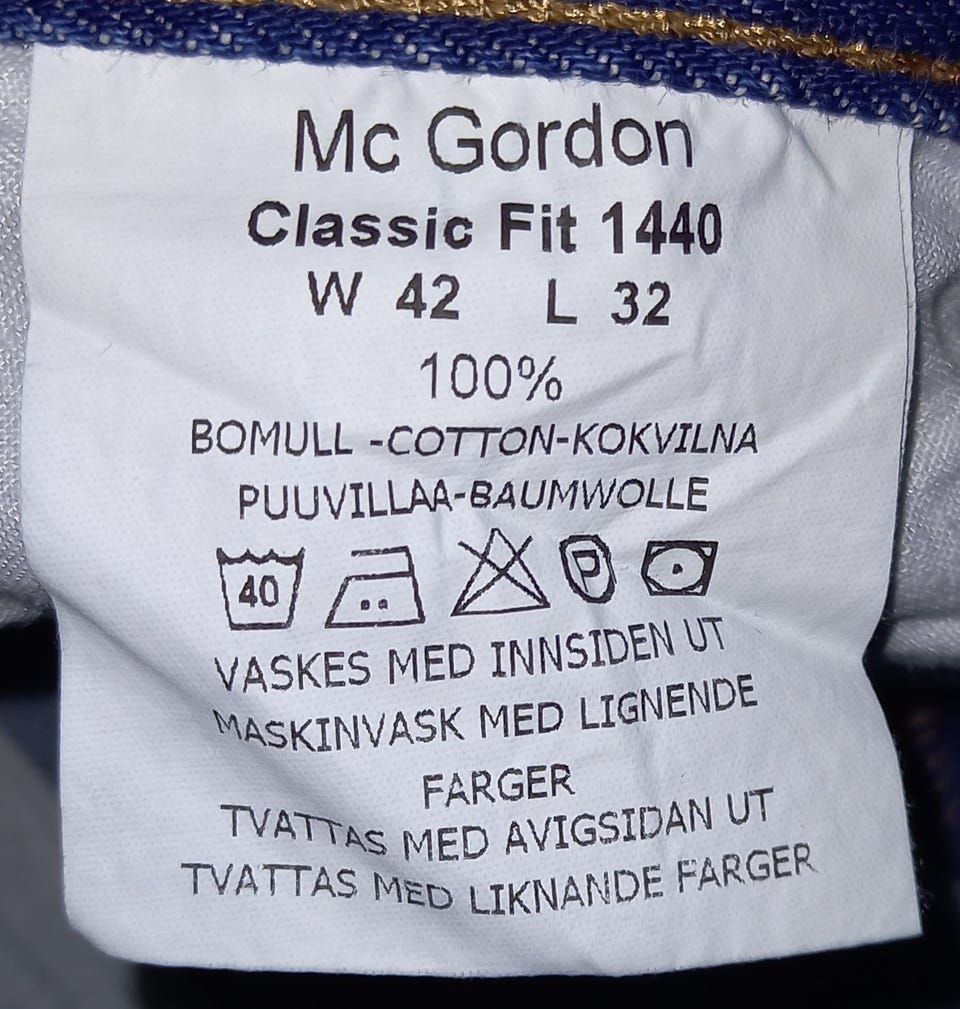 Mc Gordon
Classic Fit 1440
W 42 L 32
100%
BOMULL -COTTON-KOKVILNA
PUUVILLAA-BAUMWOLLE
40 P
VASKES MED INNSIDEN UT
MASKINVASK MED LIGNENDE
FARGER
TVATTAS MED AVIGSIDAN UT
TVATTAS MED LIKNANDE FARGER